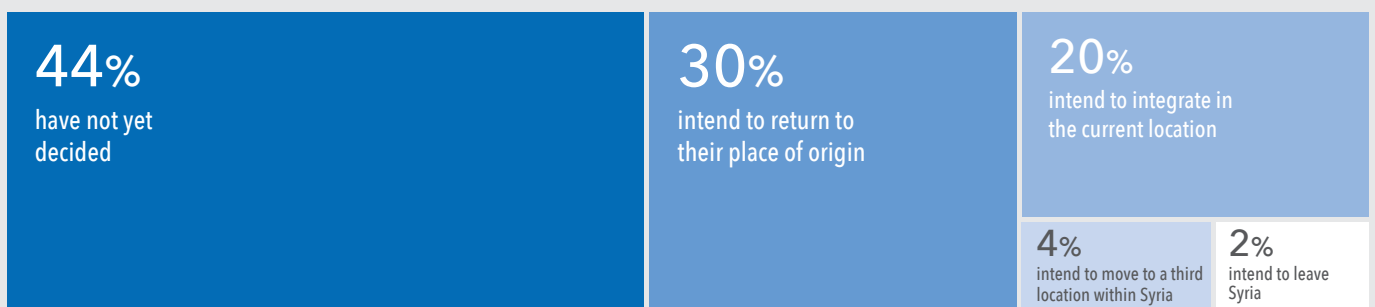 44%
have not yet
decided
30%
intend to return to
their place of origin
20%
intend to integrate in
the current location
4%
intend to move to a third
location within Syria
2%
intend to leave
Syria